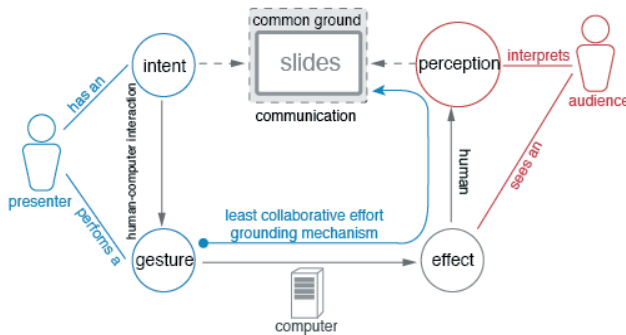 common ground
slides
communication
intent
perception
interprets
audience
has an
human-computer interaction
presenter
perfoms a
gesture
least collaborative effort
grounding mechanism
human
sees an
effect
computer